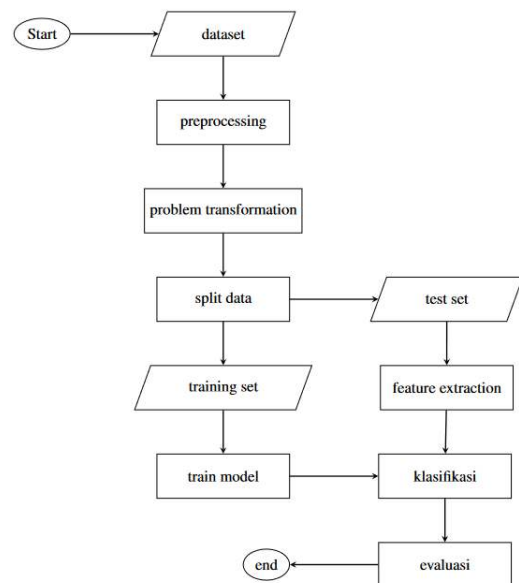 Start
dataset
preprocessing
problem transformation
split data
test set
training set
feature extraction
train model
klasifikasi
end
evaluasi